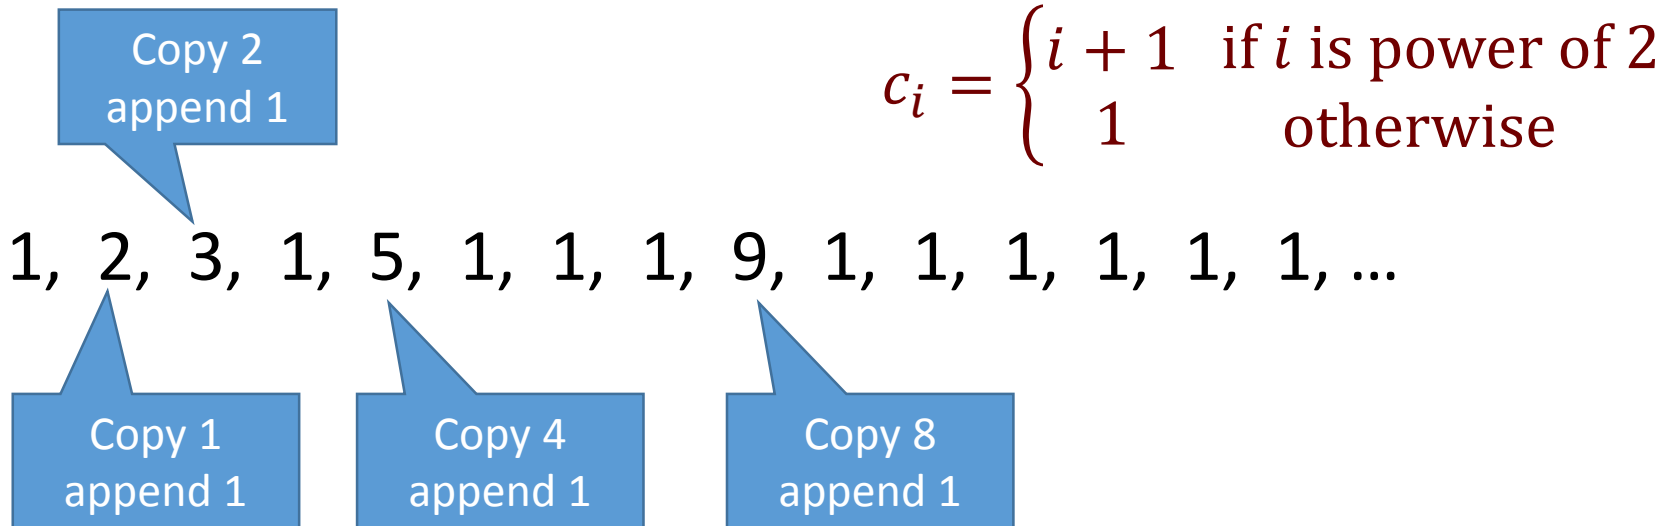 Copy 2
append 1
c_i = { i + 1 if i is power of 2
1 otherwise
1, 2, 3, 1, 5, 1, 1, 1, 9, 1, 1, 1, 1, 1, 1, ...
Copy 1
append 1
Copy 4
append 1
Copy 8
append 1